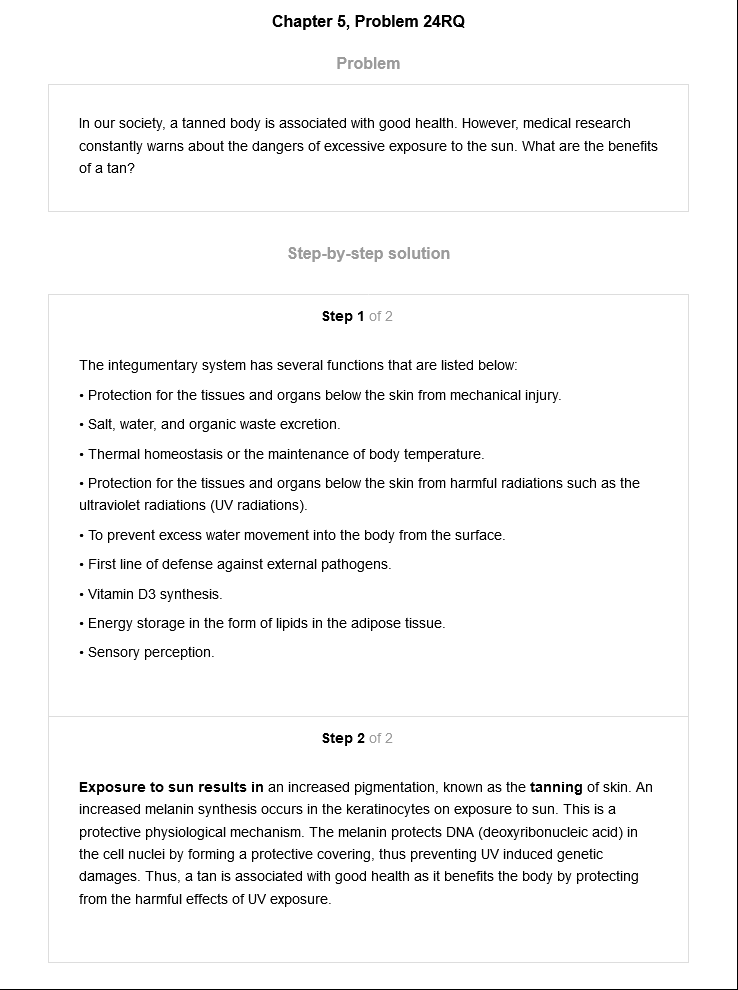 Chapter 5, Problem 24RQ
Problem
In our society, a tanned body is associated with good health. However, medical research
constantly warns about the dangers of excessive exposure to the sun. What are the benefits
of a tan?
Step-by-step solution
Step 1 of 2
The integumentary system has several functions that are listed below:
• Protection for the tissues and organs below the skin from mechanical injury.
• Salt, water, and organic waste excretion.
• Thermal homeostasis or the maintenance of body temperature.
• Protection for the tissues and organs below the skin from harmful radiations such as the
ultraviolet radiations (UV radiations).
• To prevent excess water movement into the body from the surface.
• First line of defense against external pathogens.
• Vitamin D3 synthesis.
• Energy storage in the form of lipids in the adipose tissue.
• Sensory perception.
Step 2 of 2
Exposure to sun results in an increased pigmentation, known as the tanning of skin. An
increased melanin synthesis occurs in the keratinocytes on exposure to sun. This is a
protective physiological mechanism. The melanin protects DNA (deoxyribonucleic acid) in
the cell nuclei by forming a protective covering, thus preventing UV induced genetic
damages. Thus, a tan is associated with good health as it benefits the body by protecting
from the harmful effects of UV exposure.